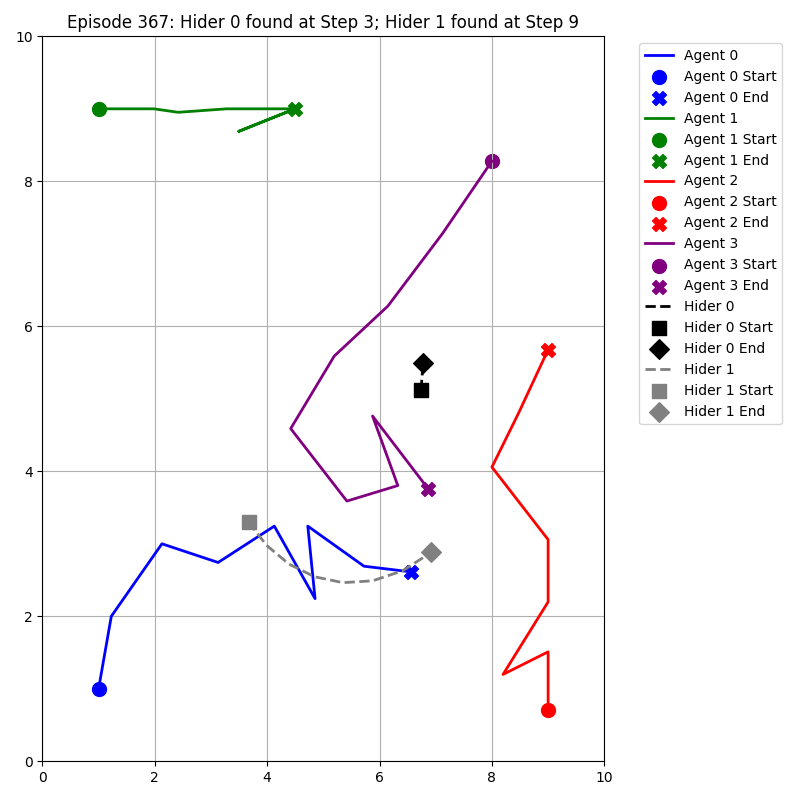 Episode 367: Hider 0 found at Step 3; Hider 1 found at Step 9
10
8
6
4
2
0
0
2
4
6
8
10
Agent 0
Agent 0 Start
Agent 0 End
Agent 1
Agent 1 Start
Agent 1 End
Agent 2
Agent 2 Start
Agent 2 End
Agent 3
Agent 3 Start
Agent 3 End
Hider 0
Hider 0 Start
Hider 0 End
Hider 1
Hider 1 Start
Hider 1 End